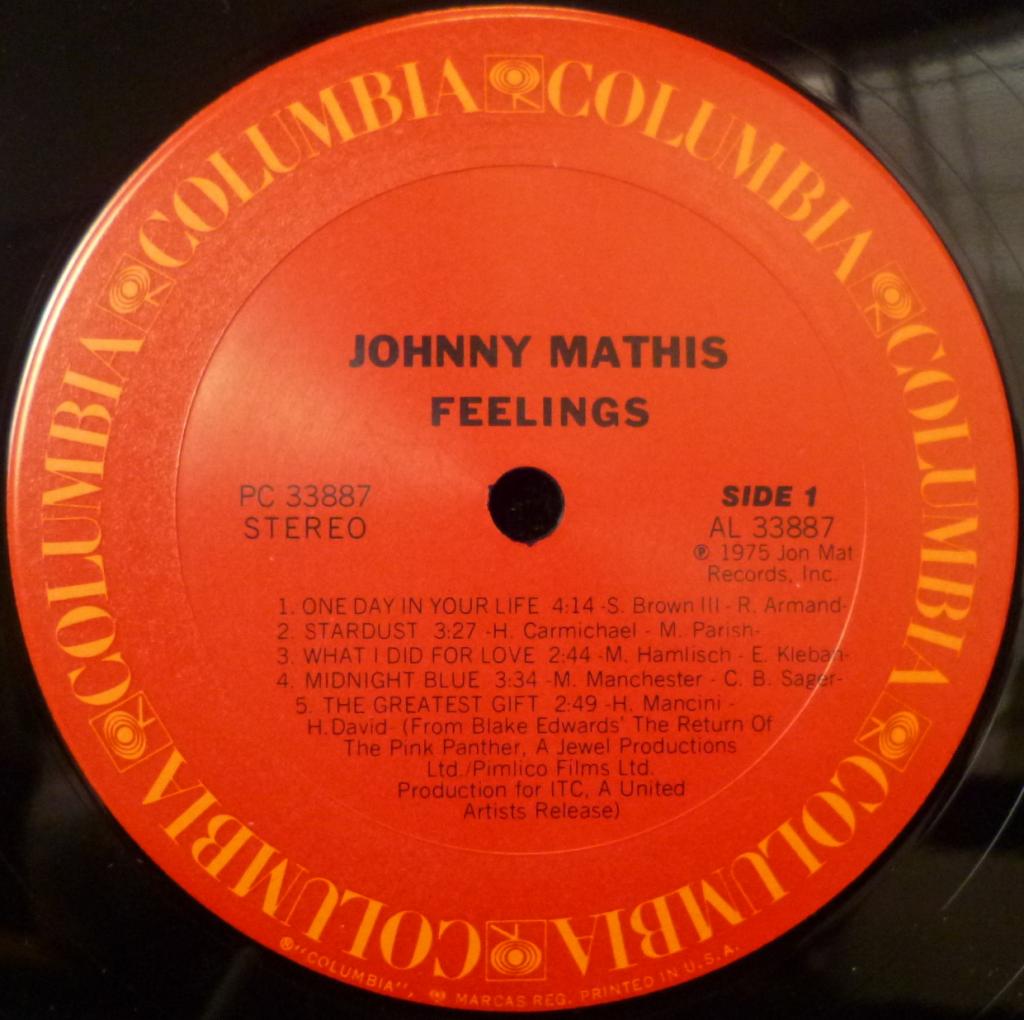 COLUMBIA COLUMBIA COLUMBIA COLUMBIA COLUMBIA COLUMBIA
JOHNNY MATHIS
FEELINGS
PC 33887
STEREO
SIDE 1
AL 33887
℗ 1975 Jon Mat
Records, Inc.
1. ONE DAY IN YOUR LIFE 4:14 -S. Brown III - R. Armand-
2. STARDUST 3:27 -H. Carmichael - M. Parish-
3. WHAT I DID FOR LOVE 2:44 -M. Hamlisch - E. Kleban-
4. MIDNIGHT BLUE 3:34 -M. Manchester - C. B. Sager-
5. THE GREATEST GIFT 2:49 -H. Mancini -
H. David- (From Blake Edwards' The Return Of
The Pink Panther, A Jewel Productions
Ltd./Pimlico Films Ltd.
Production for ITC, A United
Artists Release)
® "COLUMBIA", MARCAS REG. PRINTED IN U.S.A.